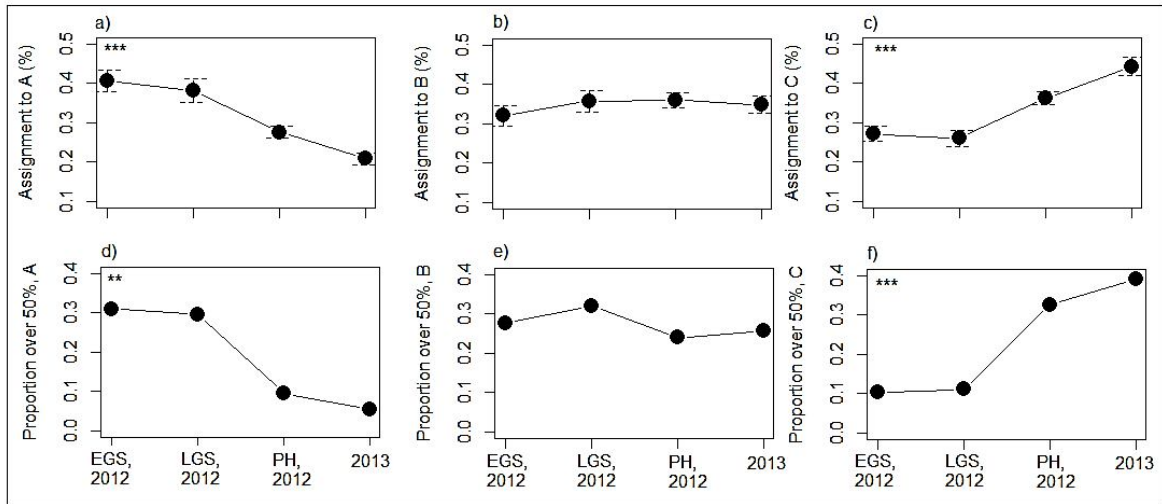 a)
Assignment to A (%)
0.5
0.4
0.3
0.2
0.1
***
b)
Assignment to B (%)
0.5
0.4
0.3
0.2
0.1
c)
Assignment to C (%)
0.5
0.4
0.3
0.2
0.1
***
d)
Proportion over 50%, A
0.4
0.3
0.2
0.1
0.0
**
EGS,
2012
LGS,
2012
PH,
2012
2013
e)
Proportion over 50%, B
0.4
0.3
0.2
0.1
0.0
EGS,
2012
LGS,
2012
PH,
2012
2013
f)
Proportion over 50%, C
0.4
0.3
0.2
0.1
0.0
***
EGS,
2012
LGS,
2012
PH,
2012
2013